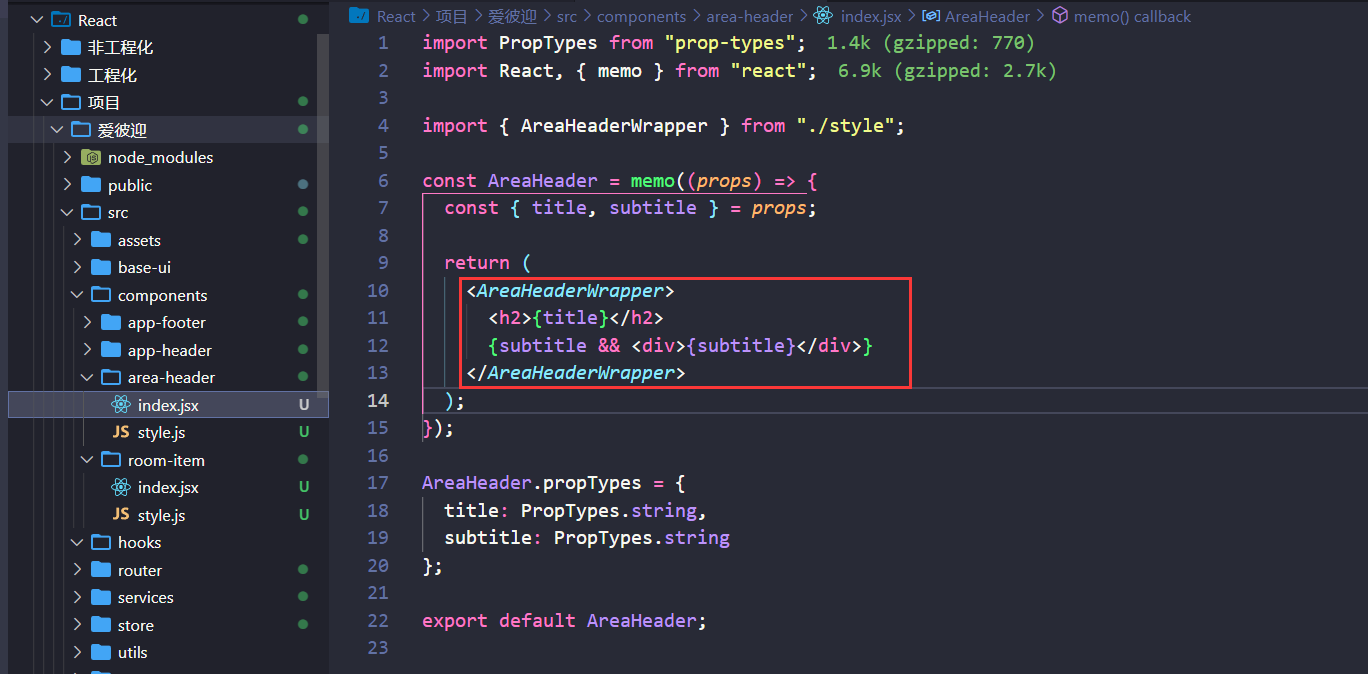 React
非工程化
工程化
项目
爱彼迎
node_modules
public
src
assets
base-ui
components
app-footer
app-header
area-header
index.jsx U
JS style.js U
room-item
index.jsx U
JS style.js U
hooks
router
services
store
utils
React > 项目 > 爱彼迎 > src > components > area-header > index.jsx > AreaHeader > memo() callback
1 import PropTypes from "prop-types"; 1.4k (gzipped: 770)
2 import React, { memo } from "react"; 6.9k (gzipped: 2.7k)
3
4 import { AreaHeaderWrapper } from "./style";
5
6 const AreaHeader = memo((props) => {
7 const { title, subtitle } = props;
8
9 return (
10 <AreaHeaderWrapper>
11 <h2>{title}</h2>
12 {subtitle && <div>{subtitle}</div>}
13 </AreaHeaderWrapper>
14 );
15 });
16
17 AreaHeader.propTypes = {
18 title: PropTypes.string,
19 subtitle: PropTypes.string
20 };
21
22 export default AreaHeader;
23